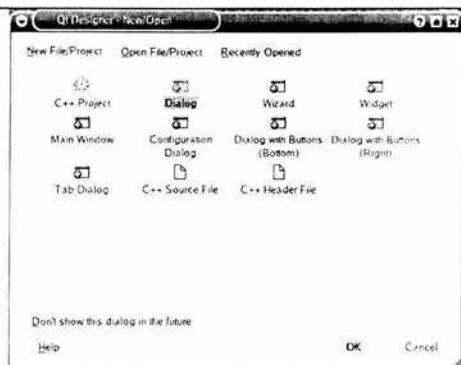 Qt Designer - New/Open
New File/Project Open File/Project Recently Opened
C++ Project Dialog Wizard Widget
Main Window Configuration Dialog Dialog with Buttons (Bottom) Dialog with Buttons (Right)
Tab Dialog C++ Source File C++ Header File
Don't show this dialog in the future
Help OK Cancel